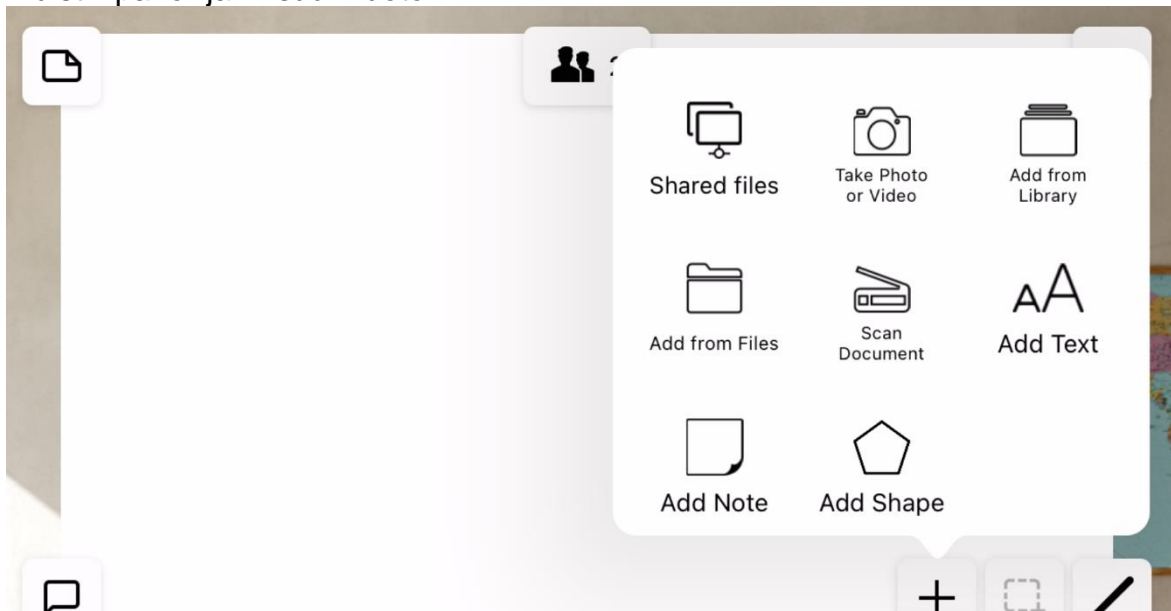 Shared files
Take Photo
or Video
Add from
Library
Add from Files
Scan
Document
Add Text
Add Note
Add Shape